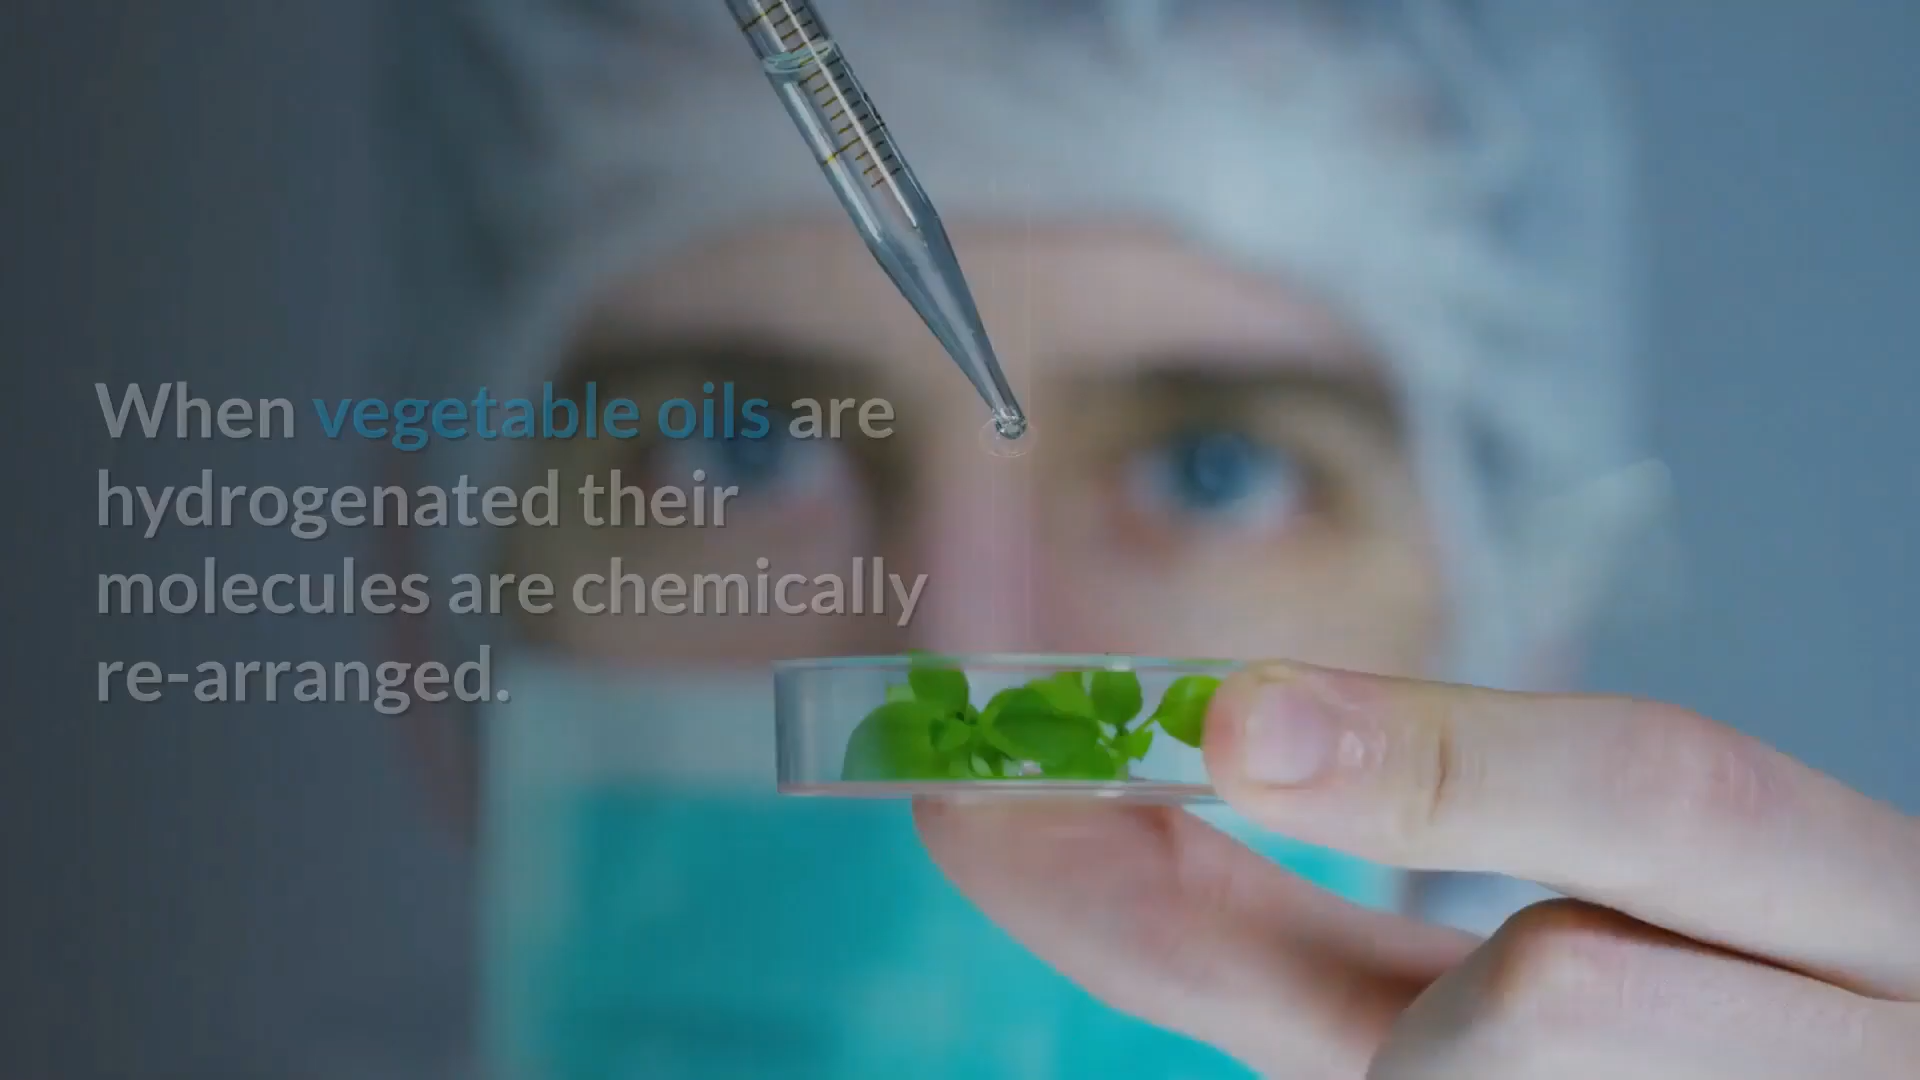 When vegetable oils are
hydrogenated their
molecules are chemically
re-arranged.